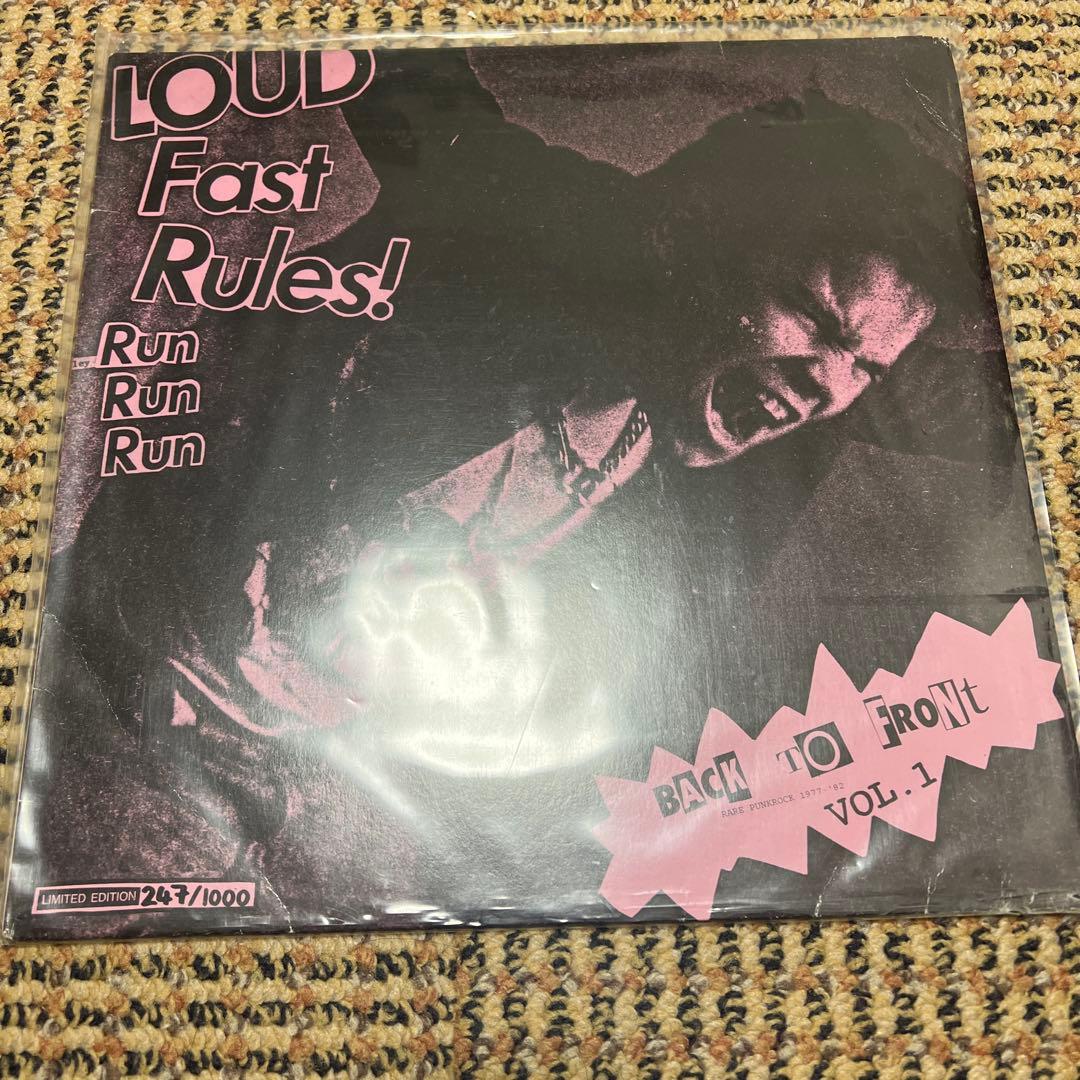 LOUD
Fast
Rules!
Run
Run
Run
BACK TO FRONt
RARE PUNKROCK 1977-'82
VOL.1
LIMITED EDITION 247/1000